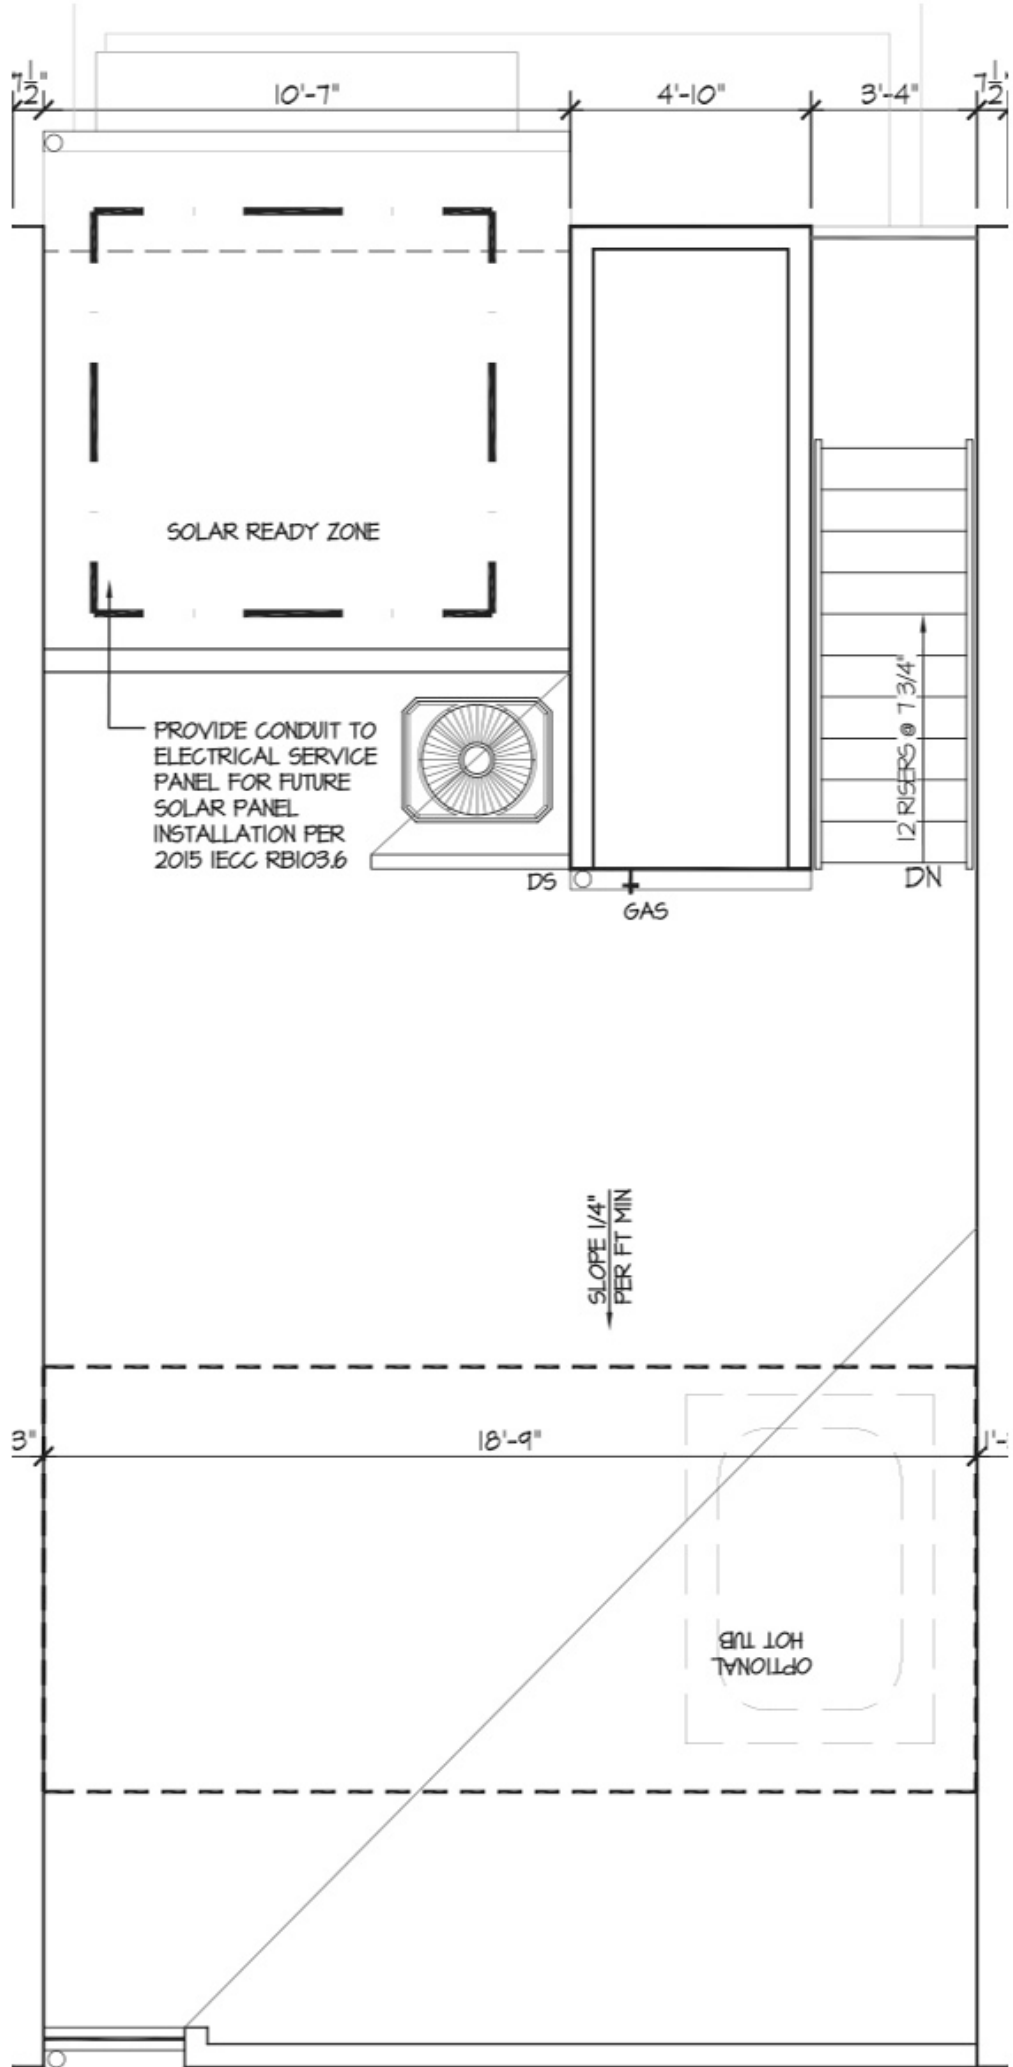 7 1/2"
10'-7"
4'-10"
3'-4"
7 1/2"
SOLAR READY ZONE
PROVIDE CONDUIT TO
ELECTRICAL SERVICE
PANEL FOR FUTURE
SOLAR PANEL
INSTALLATION PER
2015 IECC RB103.6
12 RISERS @ 7 3/4"
DN
DS
GAS
SLOPE 1/4"
PER FT MIN
3"
18'-9"
1'-
OPTIONAL
HOT TUB